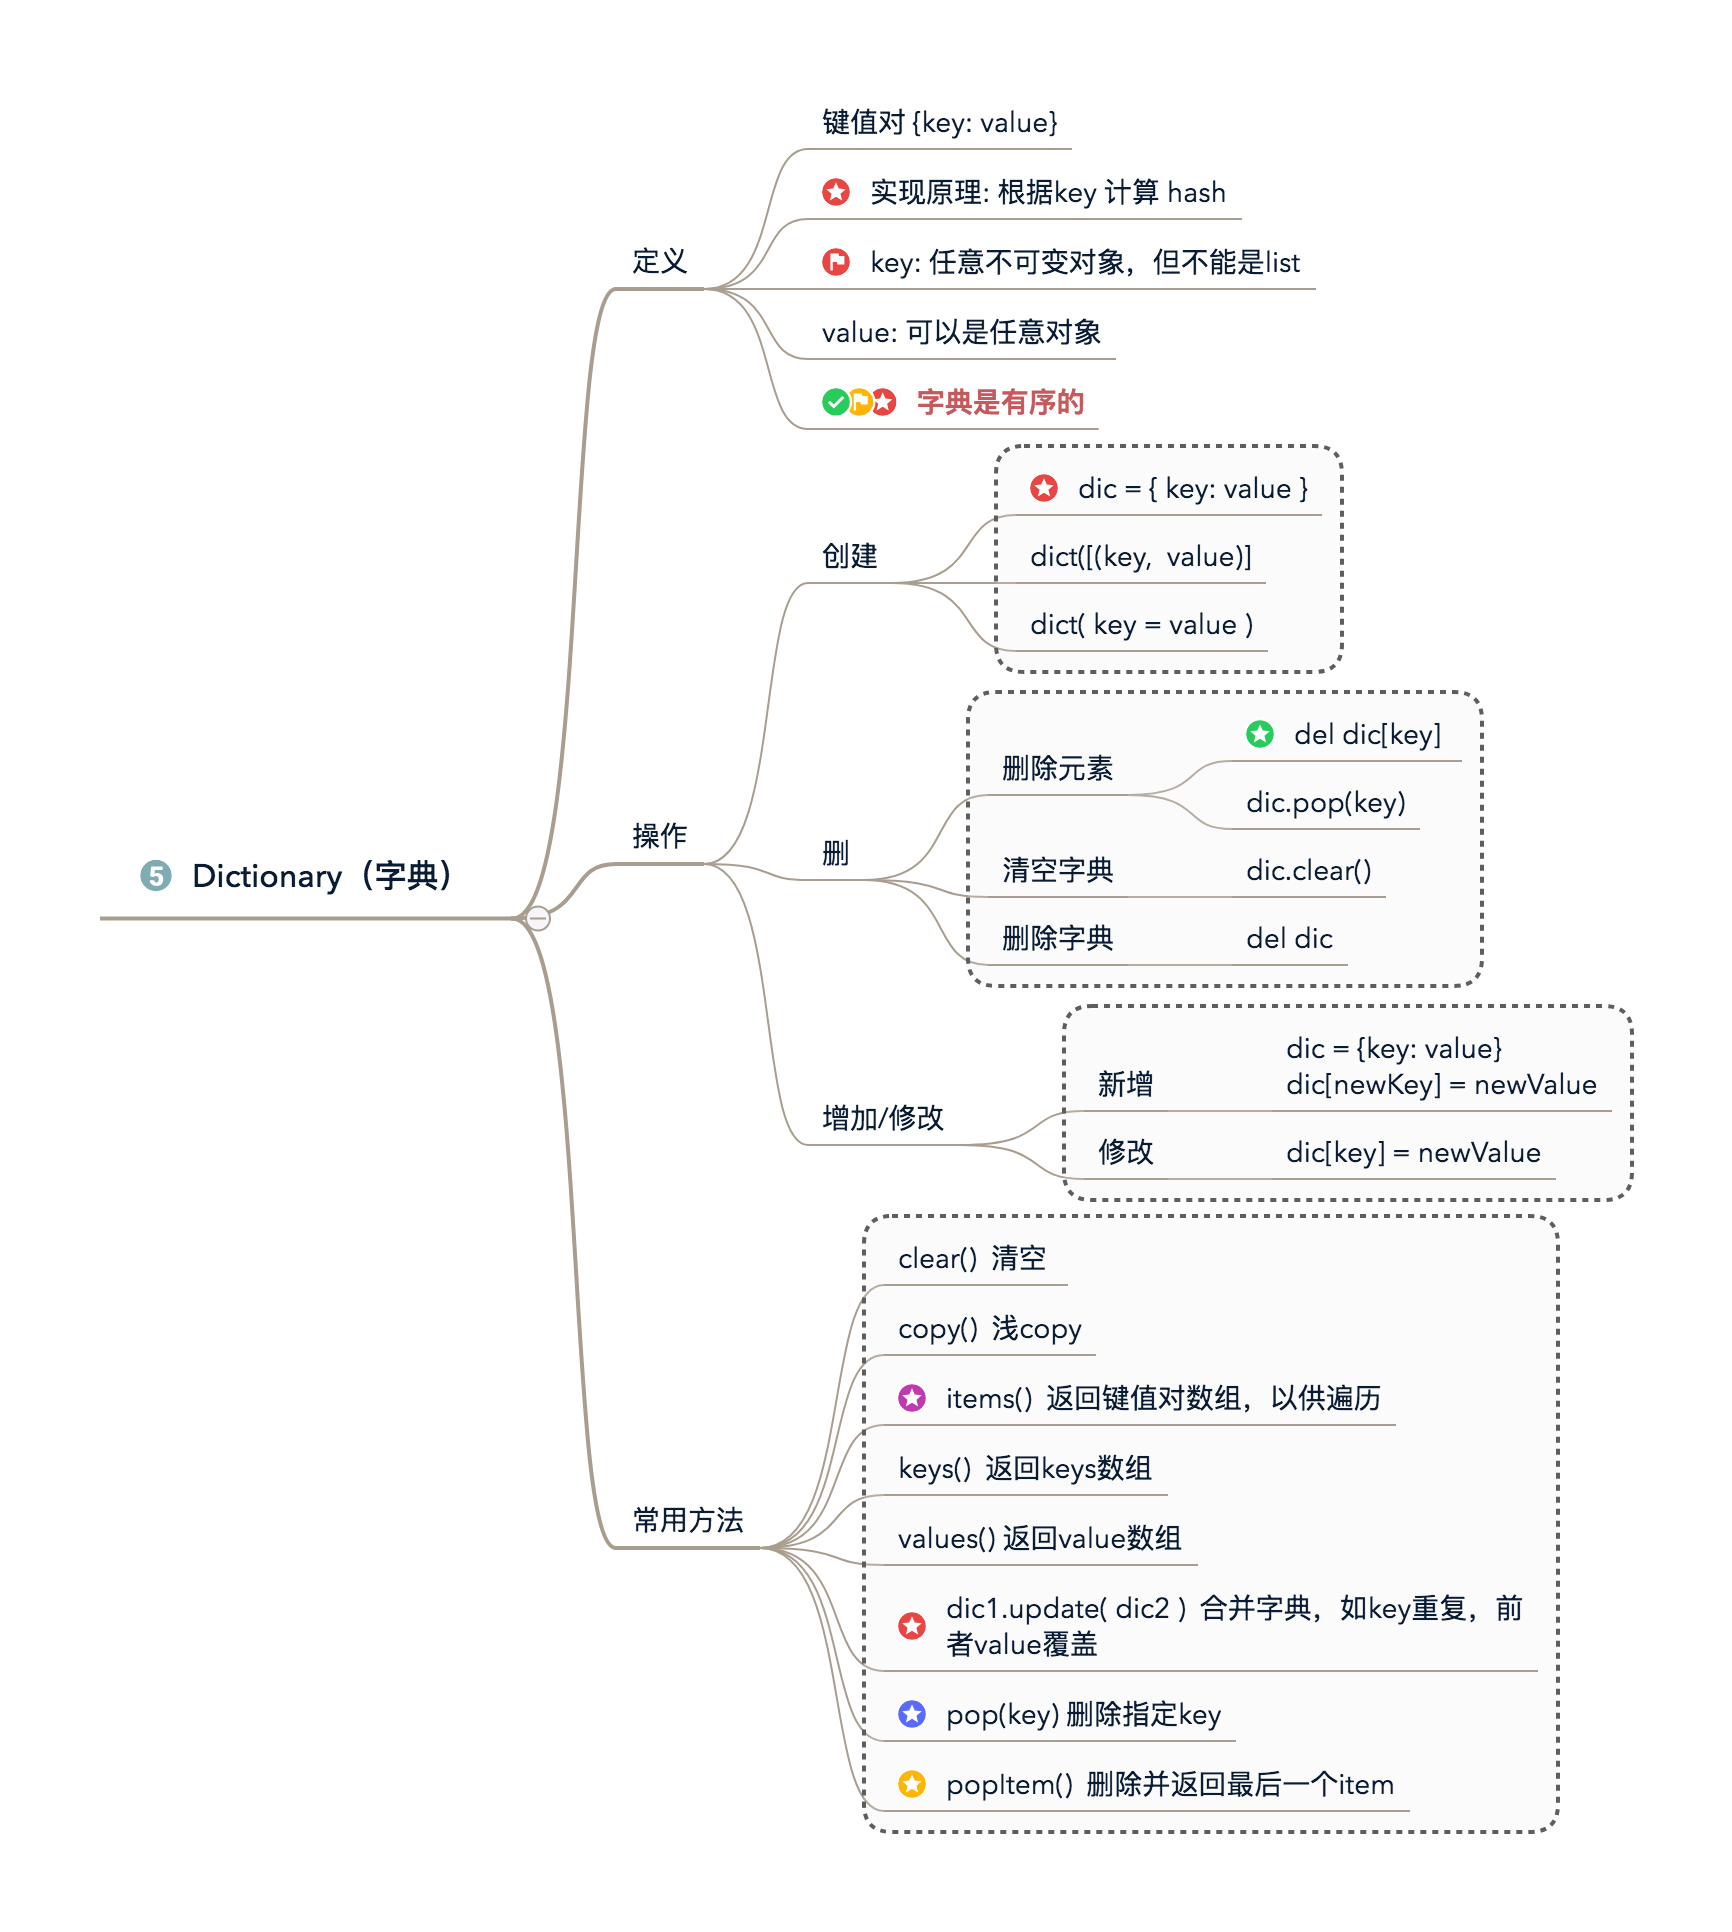 5 Dictionary（字典）
定义
键值对 {key: value}
实现原理: 根据key 计算 hash
key: 任意不可变对象，但不能是list
value: 可以是任意对象
字典是有序的
操作
创建
dic = { key: value }
dict([(key,  value)]
dict( key = value )
删
删除元素
del dic[key]
dic.pop(key)
清空字典
dic.clear()
删除字典
del dic
增加/修改
新增
dic = {key: value}
dic[newKey] = newValue
修改
dic[key] = newValue
常用方法
clear()  清空
copy()  浅copy
items()  返回键值对数组，以供遍历
keys()  返回keys数组
values() 返回value数组
dic1.update( dic2 )  合并字典，如key重复，前
者value覆盖
pop(key) 删除指定key
popItem()  删除并返回最后一个item